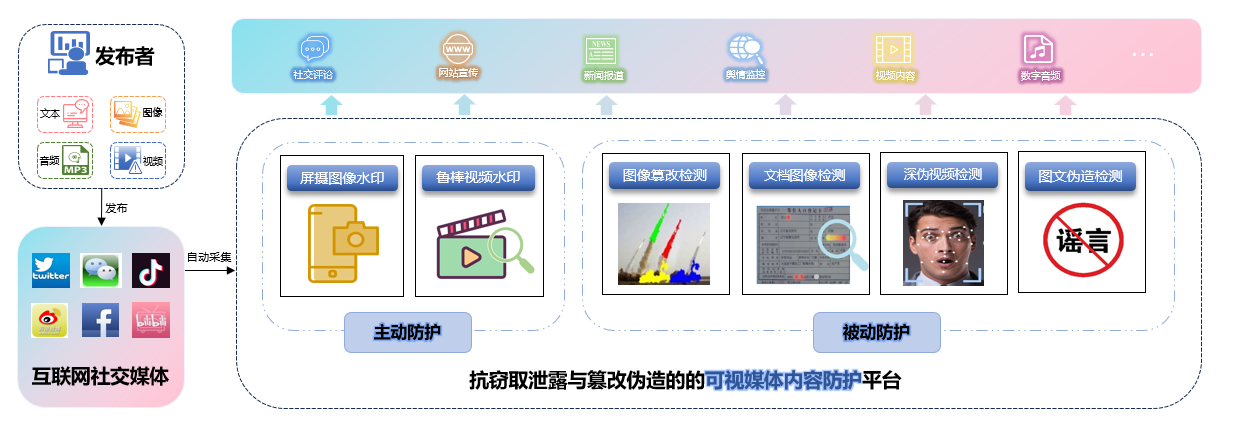 发布者
文本
图像
音频
MP3
视频
发布
twitter
bilibili
互联网社交媒体
自动采集
社交评论
WWW
网站宣传
NEWS
新闻报道
舆情监控
视频内容
数字音频
...
屏摄图像水印
鲁棒视频水印
主动防护
图像篡改检测
文档图像检测
深伪视频检测
图文伪造检测
谣言
被动防护
抗窃取泄露与篡改伪造的的可视媒体内容防护平台